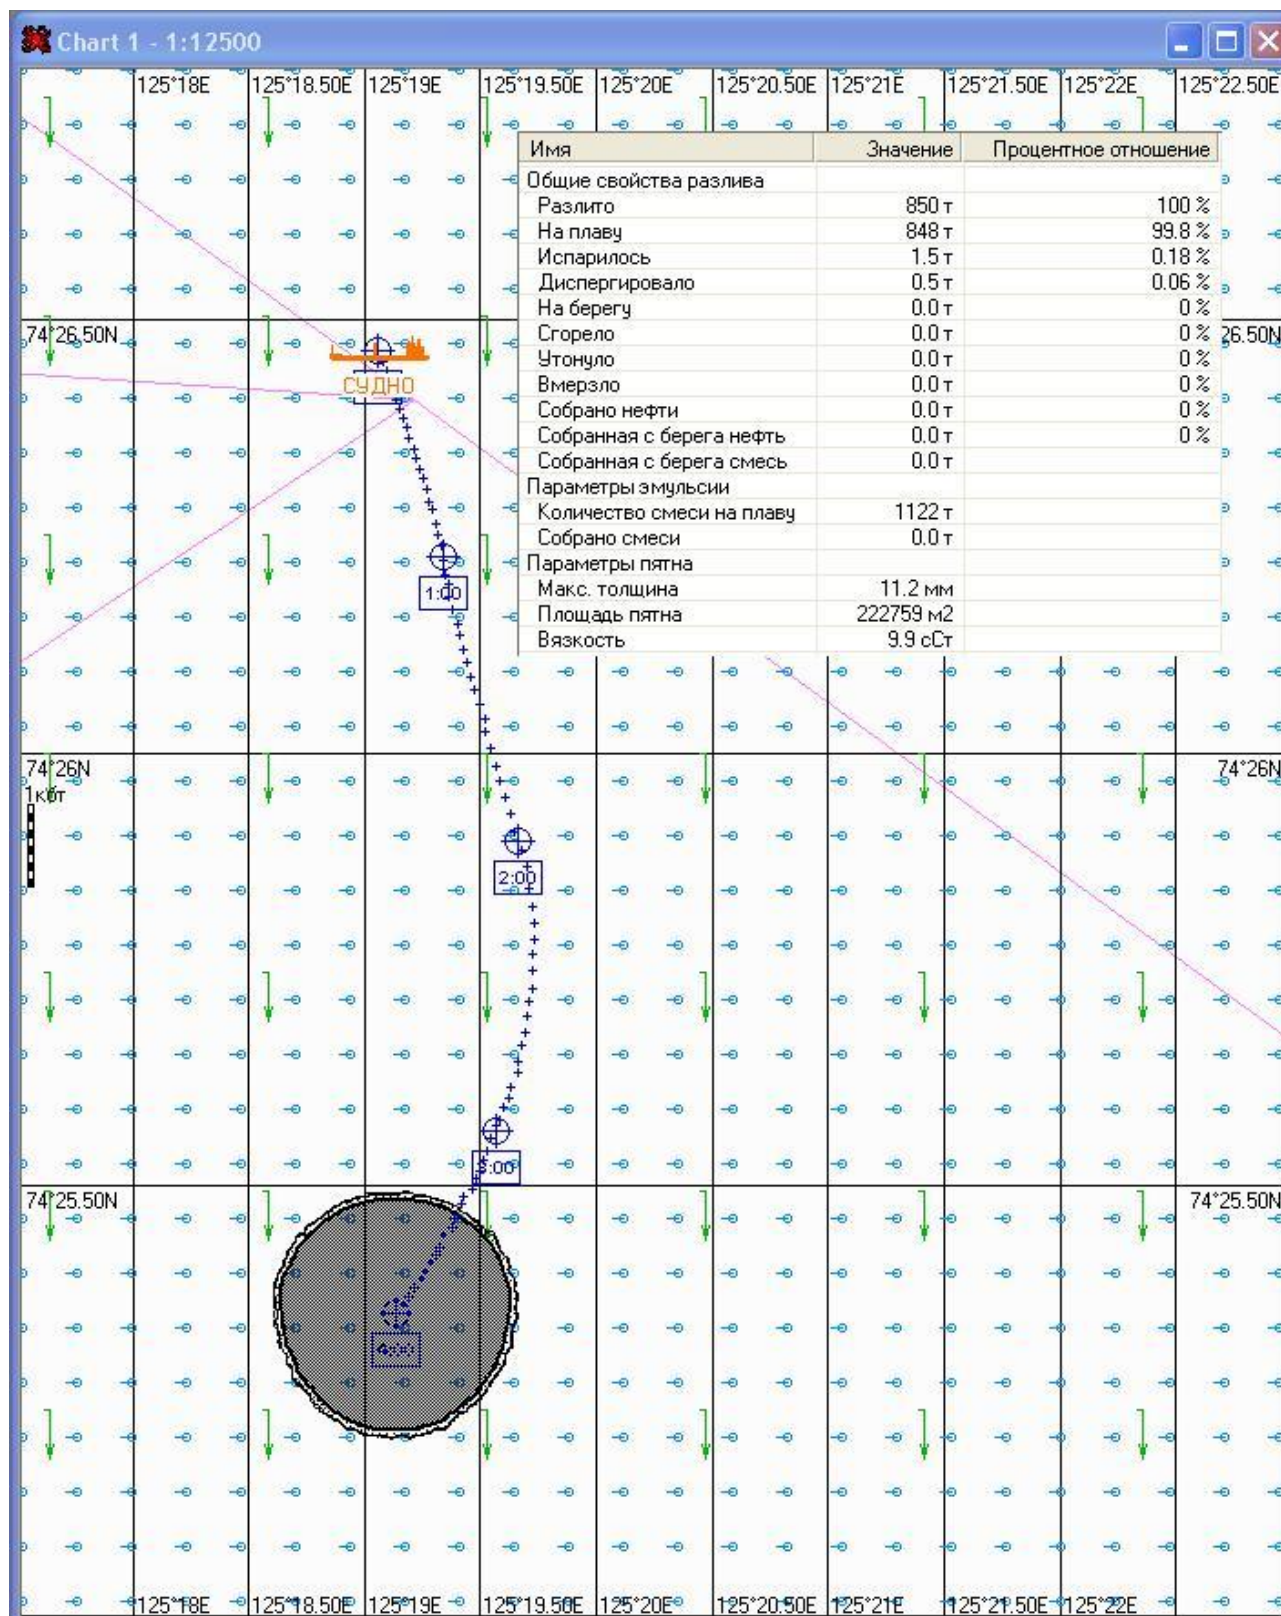 Chart 1 - 1:12500
125°18E 125°18.50E 125°19E 125°19.50E 125°20E 125°20.50E 125°21E 125°21.50E 125°22E 125°22.50E
Имя Значение Процентное отношение
Общие свойства разлива
Разлито 850 т 100 %
На плаву 848 т 99.8 %
Испарилось 1.5 т 0.18 %
Диспергировало 0.5 т 0.06 %
На берегу 0.0 т 0 %
74°26.50N Сгорело 0.0 т 0 % 26.50N
Утонуло 0.0 т 0 %
СУДНО Вмерзло 0.0 т 0 %
Собрано нефти 0.0 т 0 %
Собранная с берега нефть 0.0 т 0 %
Собранная с берега смесь 0.0 т
Параметры эмульсии
Количество смеси на плаву 1122 т
Собрано смеси 0.0 т
Параметры пятна
1:00 Макс. толщина 11.2 мм
Площадь пятна 222759 м2
Вязкость 9.9 сСт
74°26N 74°26N
1кбт
2:00
3:00
74°25.50N 74°25.50N
4:00
125°18E 125°18.50E 125°19E 125°19.50E 125°20E 125°20.50E 125°21E 125°21.50E 125°22E 125°22.50E